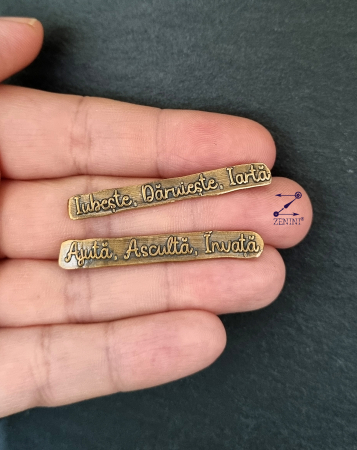 Iubește, Dăruiește, Iartă
ZENINI®
Ajută, Ascultă, Învață